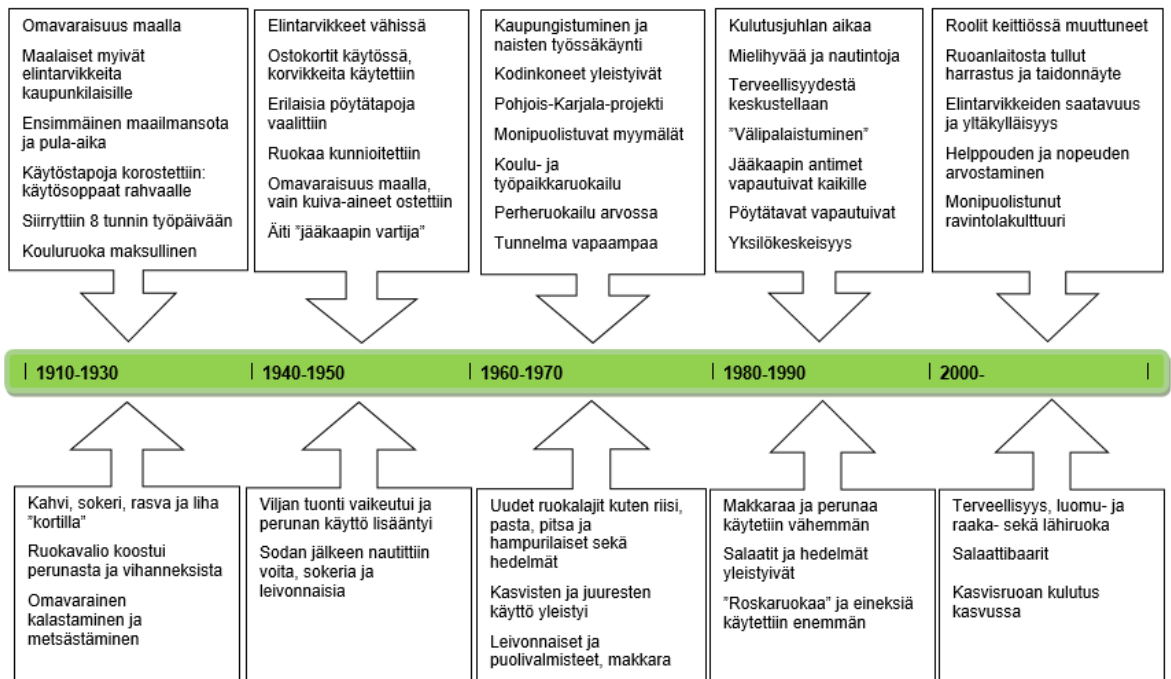 Omavaraisuus maalla
Maalaiset myivät
elintarvikkeita
kaupunkilaisille
Ensimmäinen maailmansota
ja pula-aika
Käytöstapoja korostettiin:
käytösoppaat rahvaalle
Siirryttiin 8 tunnin työpäivään
Kouluruoka maksullinen
Elintarvikkeet vähissä
Ostokortit käytössä,
korvikkeita käytettiin
Erilaisia pöytätapoja
vaalittiin
Ruokaa kunnioitettiin
Omavaraisuus maalla,
vain kuiva-aineet ostettiin
Äiti ”jääkaapin vartija”
Kaupungistuminen ja
naisten työssäkäynti
Kodinkoneet yleistyivät
Pohjois-Karjala-projekti
Monipuolistuvat myymälät
Koulu- ja
työpaikkaruokailu
Perheruokailu arvossa
Tunnelma vapaampaa
Kulutusjuhlan aikaa
Mielihyvää ja nautintoja
Terveellisyydestä
keskustellaan
”Välipalaistuminen”
Jääkaapin antimet
vapautuivat kaikille
Pöytätavat vapautuivat
Yksilökeskeisyys
Roolit keittiössä muuttuneet
Ruoanlaitosta tullut
harrastus ja taidonnäyte
Elintarvikkeiden saatavuus
ja yltäkylläisyys
Helppouden ja nopeuden
arvostaminen
Monipuolistunut
ravintolakulttuuri
1910-1930
1940-1950
1960-1970
1980-1990
2000-
Kahvi, sokeri, rasva ja liha
”kortilla”
Ruokavalio koostui
perunasta ja vihanneksista
Omavarainen
kalastaminen ja
metsästäminen
Viljan tuonti vaikeutui ja
perunan käyttö lisääntyi
Sodan jälkeen nautittiin
voita, sokeria ja
leivonnaisia
Uudet ruokalajit kuten riisi,
pasta, pitsa ja
hampurilaiset sekä
hedelmät
Kasvisten ja juuresten
käyttö yleistyi
Leivonnaiset ja
puolivalmisteet, makkara
Makkaraa ja perunaa
käytetiin vähemmän
Salaatit ja hedelmät
yleistyivät
”Roskaruokaa” ja eineksiä
käytettiin enemmän
Terveellisyys, luomu- ja
raaka- sekä lähiruoka
Salaattibaarit
Kasvisruoan kulutus
kasvussa